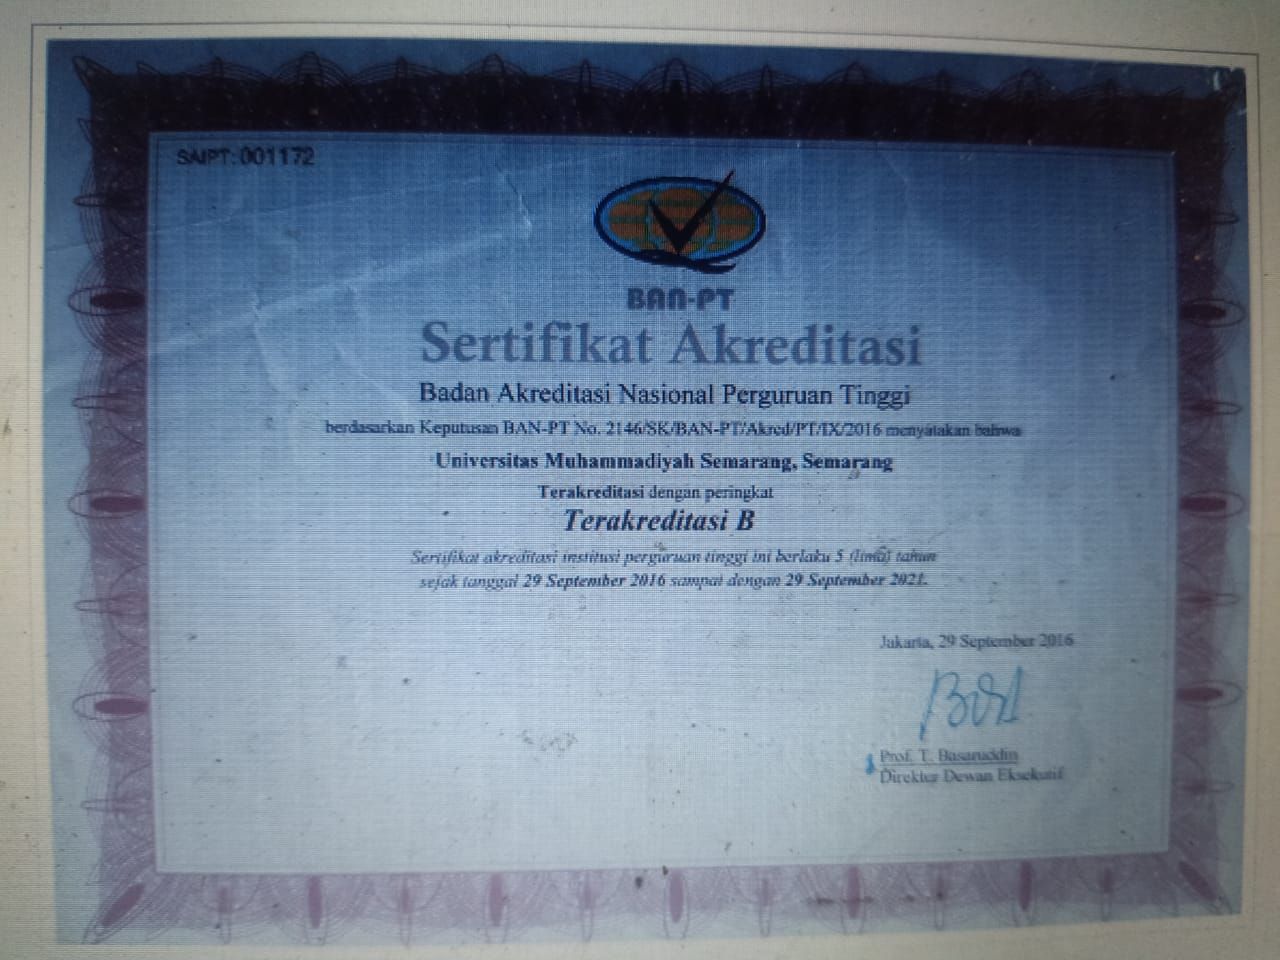 SAIPT: 001172
BAN-PT
Sertifikat Akreditasi
Badan Akreditasi Nasional Perguruan Tinggi
berdasarkan Keputusan BAN-PT No. 2146/SK/BAN-PT/Akred/PT/IX/2016 menyatakan bahwa
Universitas Muhammadiyah Semarang, Semarang
Terakreditasi dengan peringkat
Terakreditasi B
Sertifikat akreditasi institusi perguruan tinggi ini berlaku 5 (lima) tahun
sejak tanggal 29 September 2016 sampai dengan 29 September 2021.
Jakarta, 29 September 2016
Prof. T. Basaruddin
Direktur Dewan Eksekutif